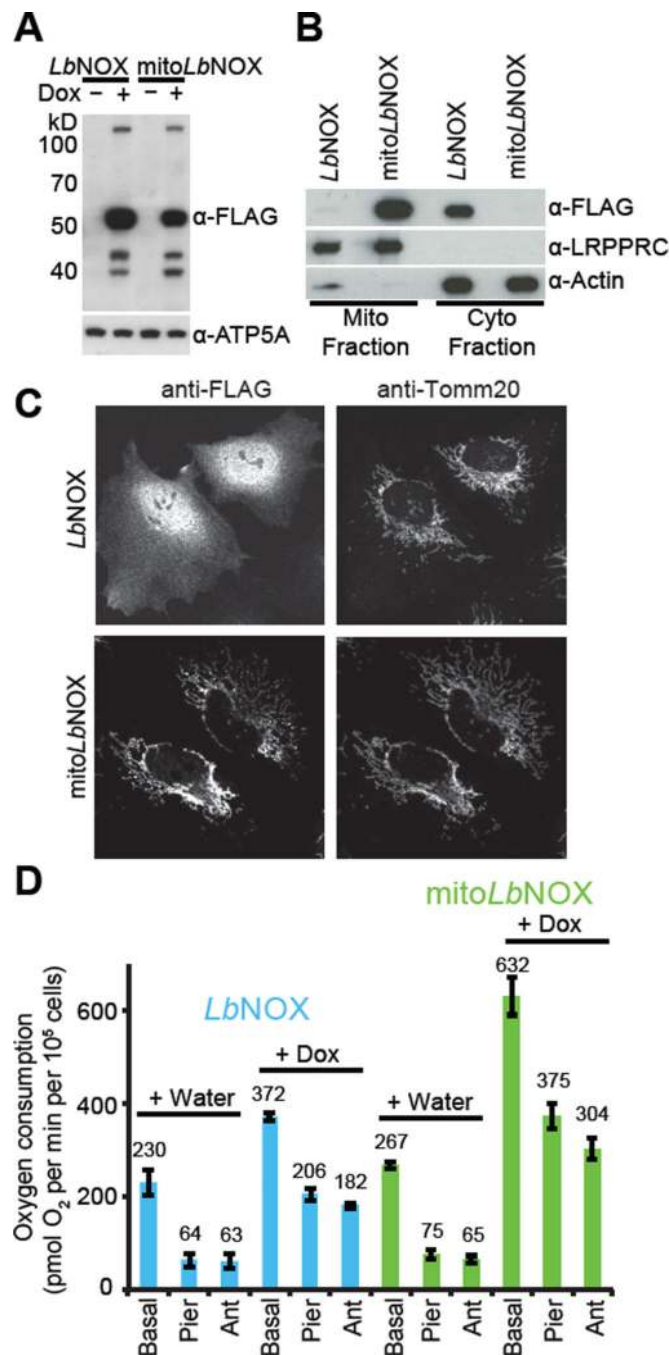 A
LbNOX mitoLbNOX
Dox − + − +
kD
100
70
50
40
α-FLAG
α-ATP5A
B
LbNOX
mitoLbNOX
LbNOX
mitoLbNOX
α-FLAG
α-LRPPRC
α-Actin
Mito Cyto
Fraction Fraction
C
anti-FLAG anti-Tomm20
LbNOX
mitoLbNOX
D
mitoLbNOX
+ Dox
LbNOX
+ Dox
+ Water
+ Water
Oxygen consumption
(pmol O₂ per min per 10⁵ cells)
600
400
200
0
230 64 63 372 206 182 267 75 65 632 375 304
Basal Pier Ant Basal Pier Ant Basal Pier Ant Basal Pier Ant